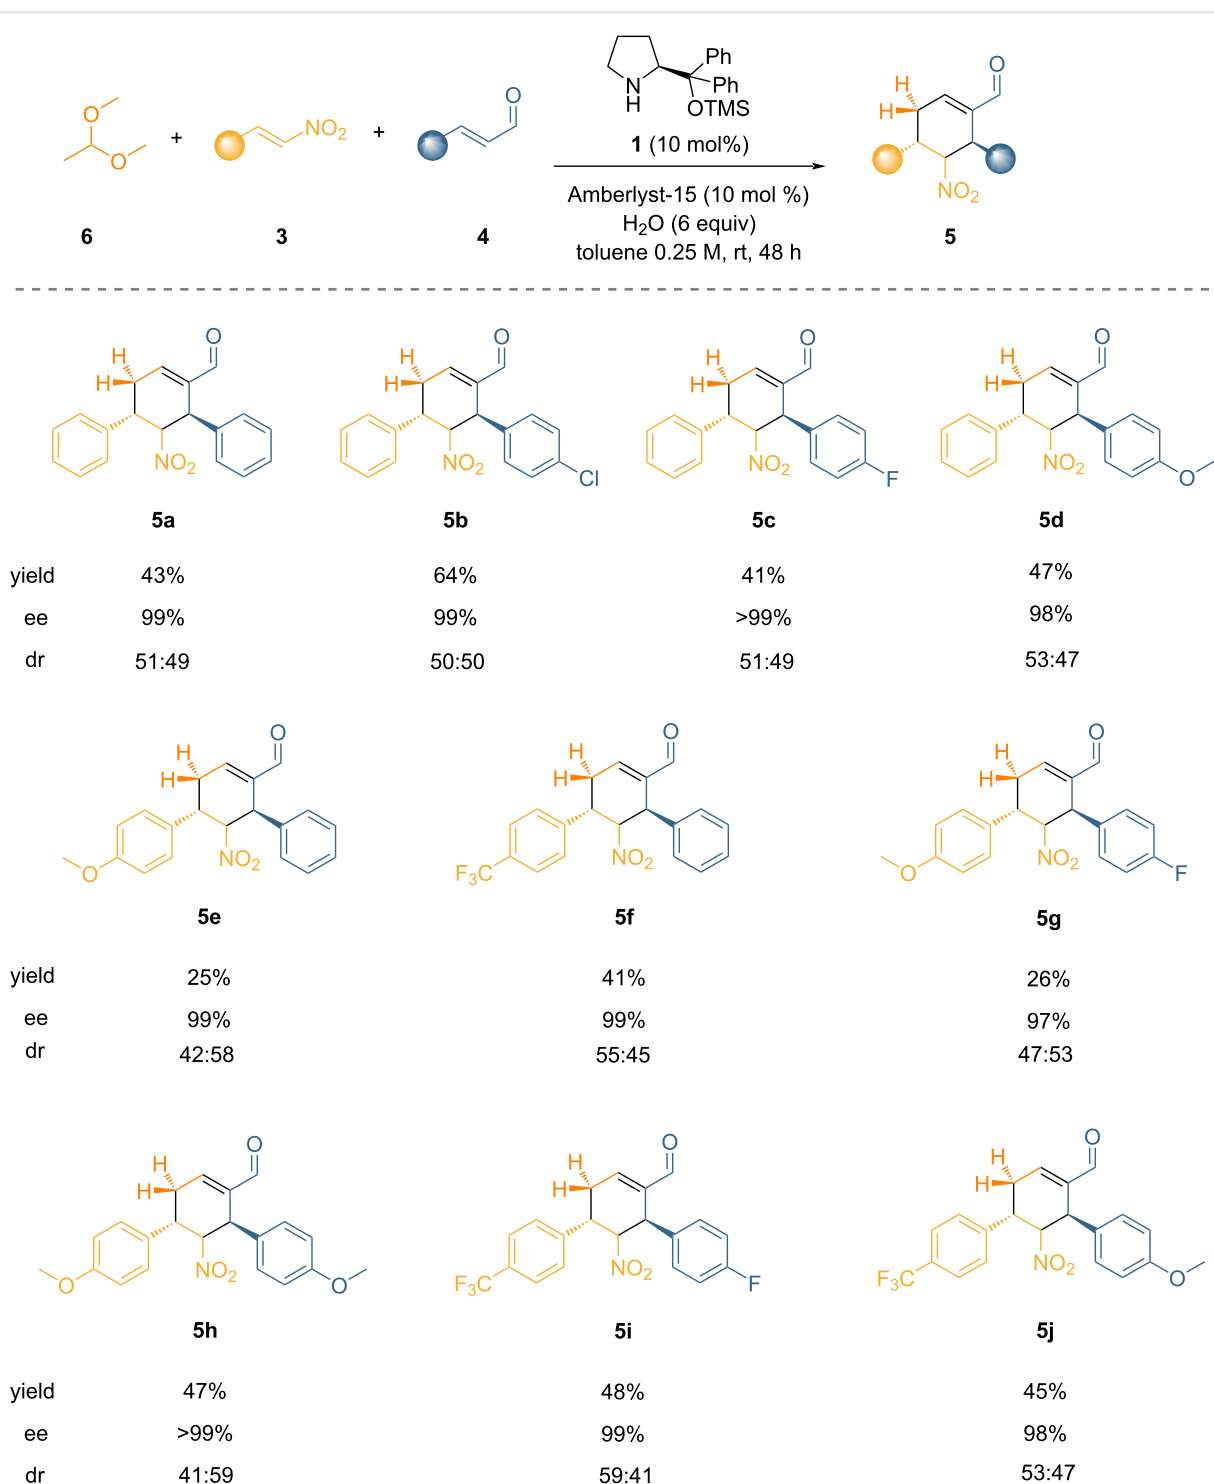 Ph
Ph
N
H
OTMS
O
O
+
NO2
+
O
1 (10 mol%)
Amberlyst-15 (10 mol %)
H2O (6 equiv)
toluene 0.25 M, rt, 48 h
H
H
O
NO2
6
3
4
5
H
H
O
NO2
H
H
O
NO2
Cl
H
H
O
NO2
F
H
H
O
NO2
O
5a
5b
5c
5d
yield 43% 64% 41% 47%
ee 99% 99% >99% 98%
dr 51:49 50:50 51:49 53:47
H
H
O
NO2
O
H
H
O
NO2
F3C
H
H
O
NO2
O
F
5e
5f
5g
yield 25% 41% 26%
ee 99% 99% 97%
dr 42:58 55:45 47:53
H
H
O
NO2
O
O
H
H
O
NO2
F3C
F
H
H
O
NO2
F3C
O
5h
5i
5j
yield 47% 48% 45%
ee >99% 99% 98%
dr 41:59 59:41 53:47